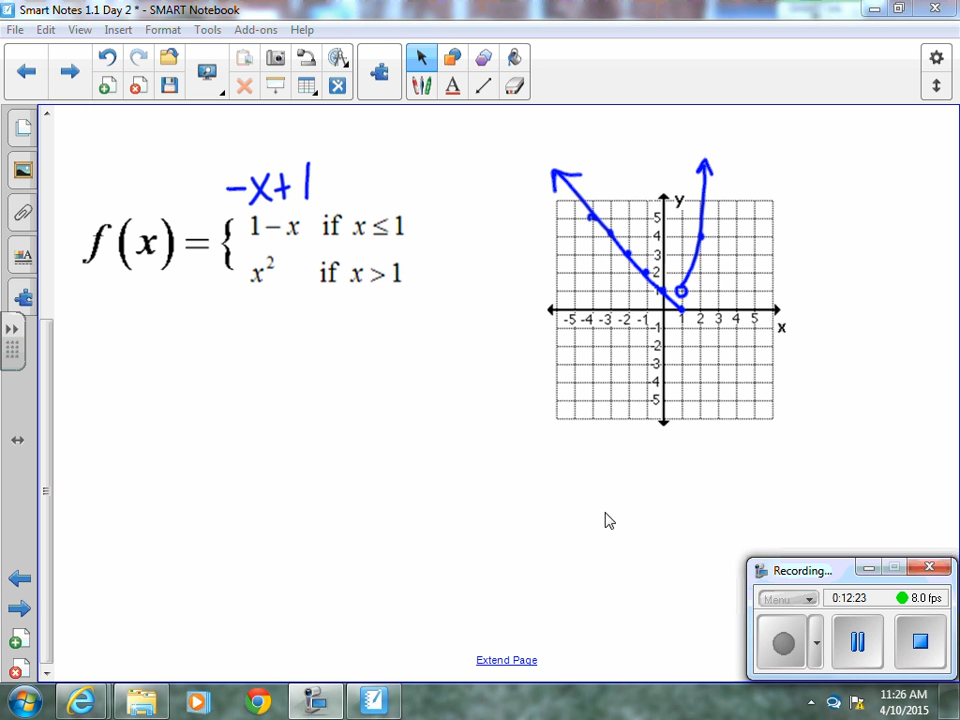 Smart Notes 1.1 Day 2 * - SMART Notebook
File Edit View Insert Format Tools Add-ons Help
-x+1
f(x) = { 1 − x if x ≤ 1
x² if x > 1
y
5
4
3
2
1
-5 -4 -3 -2 -1 1 2 3 4 5
x
-1
-2
-3
-4
-5
Extend Page
Recording...
Menu 0:12:23 8.0 fps
11:26 AM
4/10/2015